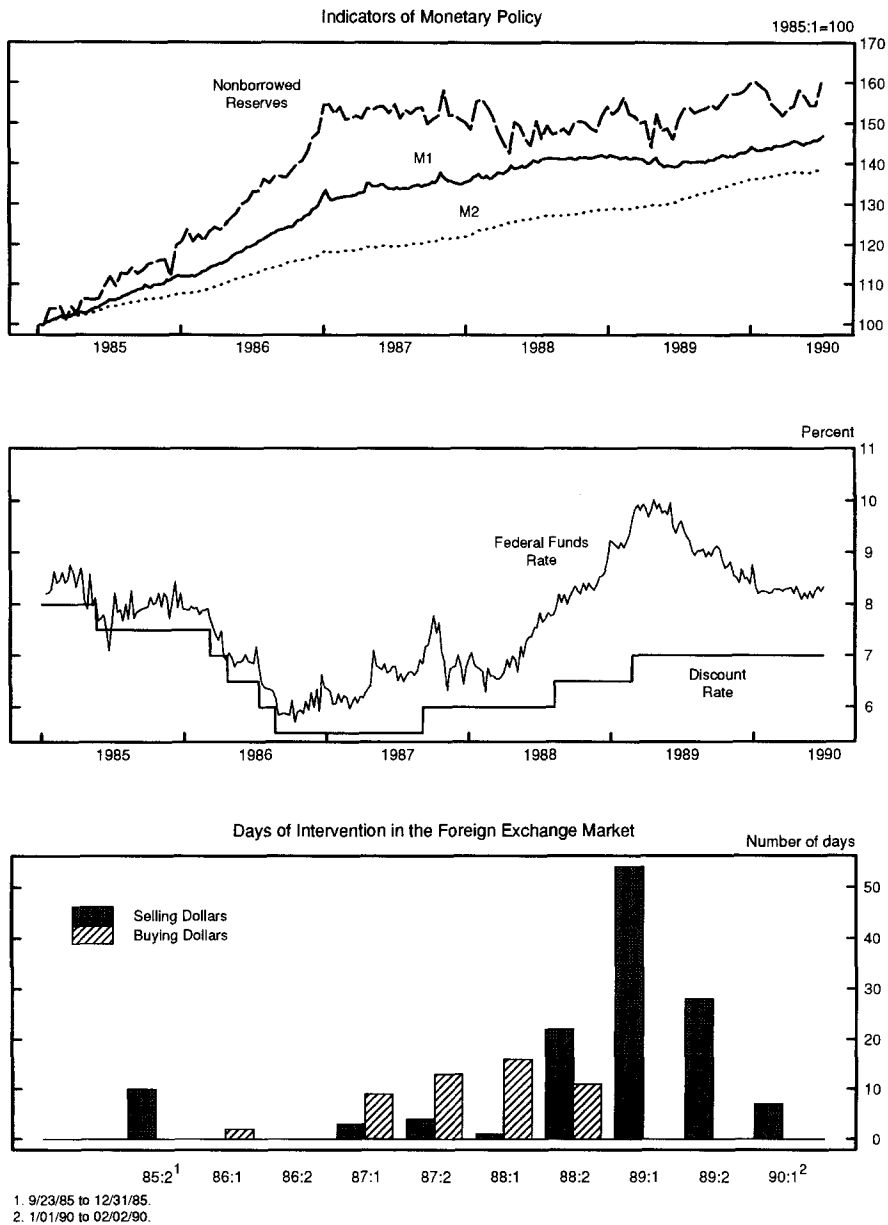 Indicators of Monetary Policy
1985:1=100
170
160
150
140
130
120
110
100
Nonborrowed
Reserves
M1
M2
1985 1986 1987 1988 1989 1990
Percent
11
10
9
8
7
6
Federal Funds
Rate
Discount
Rate
1985 1986 1987 1988 1989 1990
Days of Intervention in the Foreign Exchange Market
Number of days
50
40
30
20
10
0
Selling Dollars
Buying Dollars
85:2¹ 86:1 86:2 87:1 87:2 88:1 88:2 89:1 89:2 90:1²
1. 9/23/85 to 12/31/85.
2. 1/01/90 to 02/02/90.